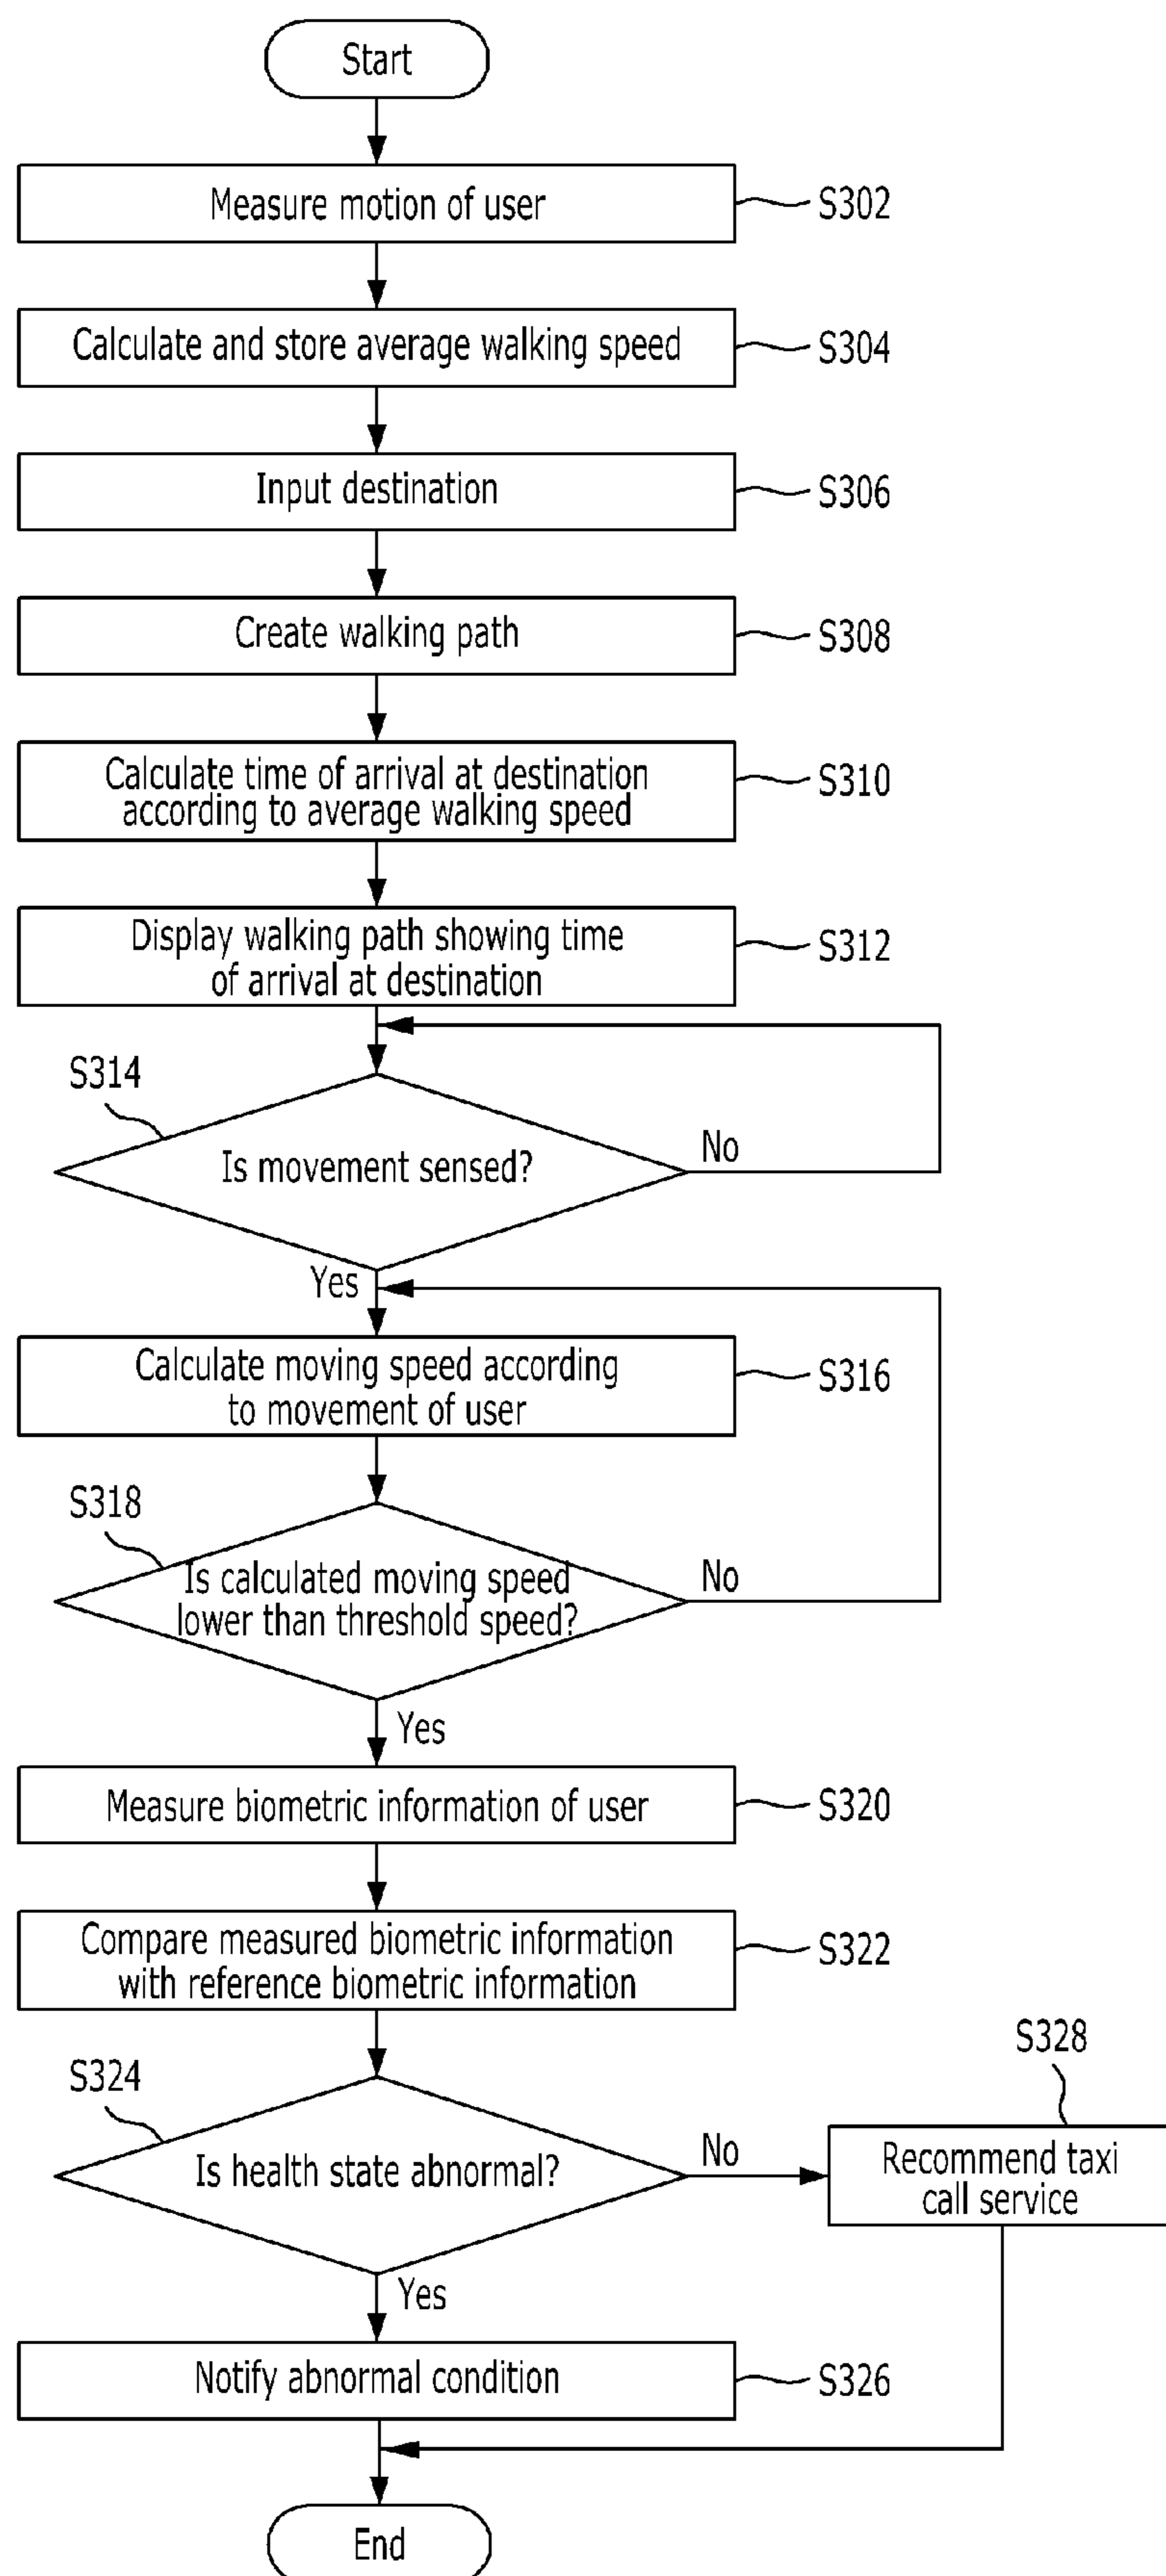 Start
Measure motion of user
S302
Calculate and store average walking speed
S304
Input destination
S306
Create walking path
S308
Calculate time of arrival at destination
according to average walking speed
S310
Display walking path showing time
of arrival at destination
S312
S314
Is movement sensed?
No
Yes
Calculate moving speed according
to movement of user
S316
S318
Is calculated moving speed
lower than threshold speed?
No
Yes
Measure biometric information of user
S320
Compare measured biometric information
with reference biometric information
S322
S324
Is health state abnormal?
No
S328
Recommend taxi
call service
Yes
Notify abnormal condition
S326
End